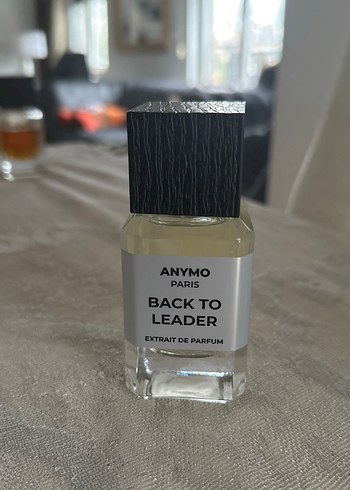 ANYMO
PARIS
BACK TO
LEADER
EXTRAIT DE PARFUM